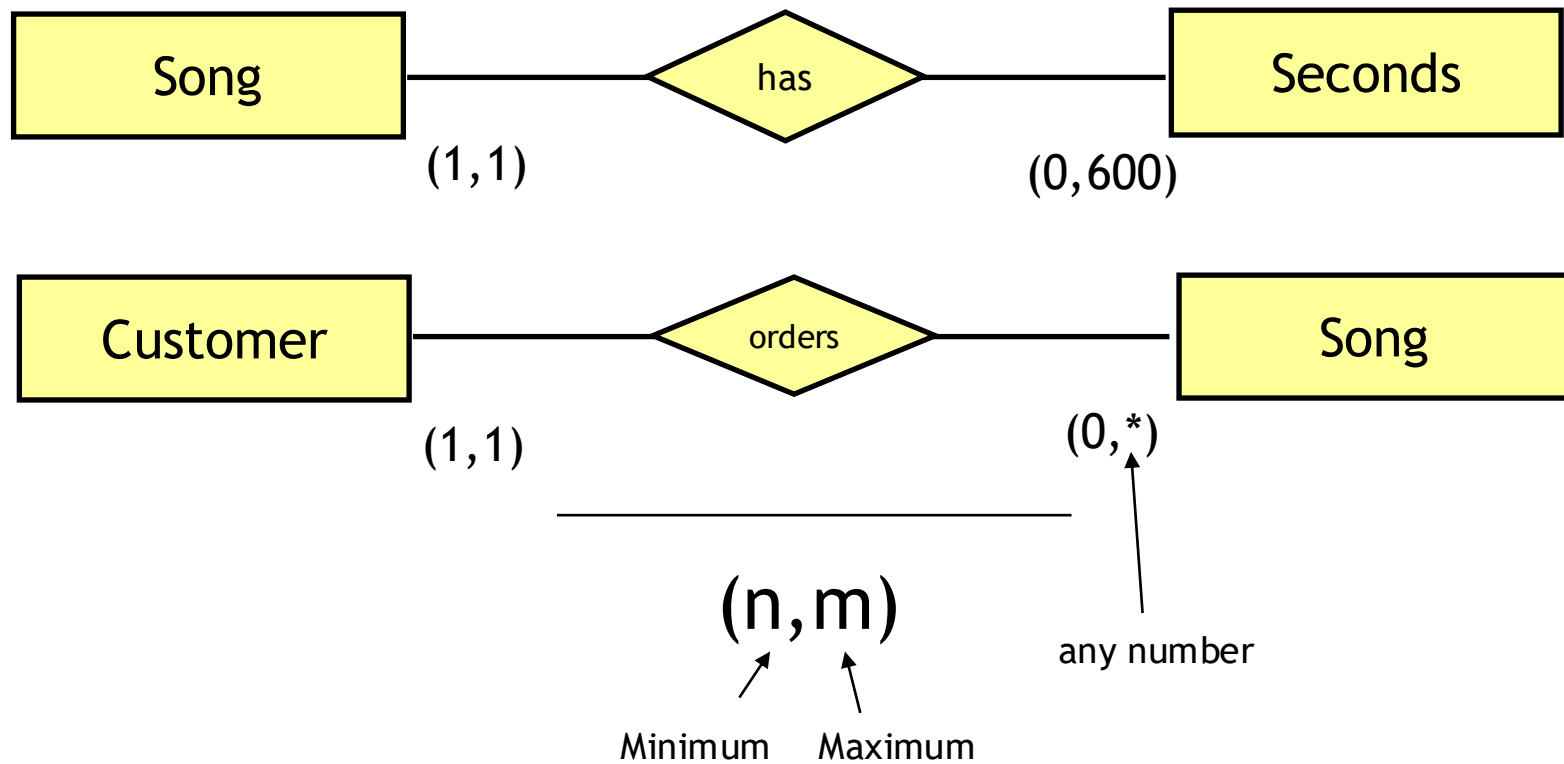 Song
has
Seconds
(1,1)
(0,600)
Customer
orders
Song
(1,1)
(0,*)
(n,m)
any number
Minimum
Maximum